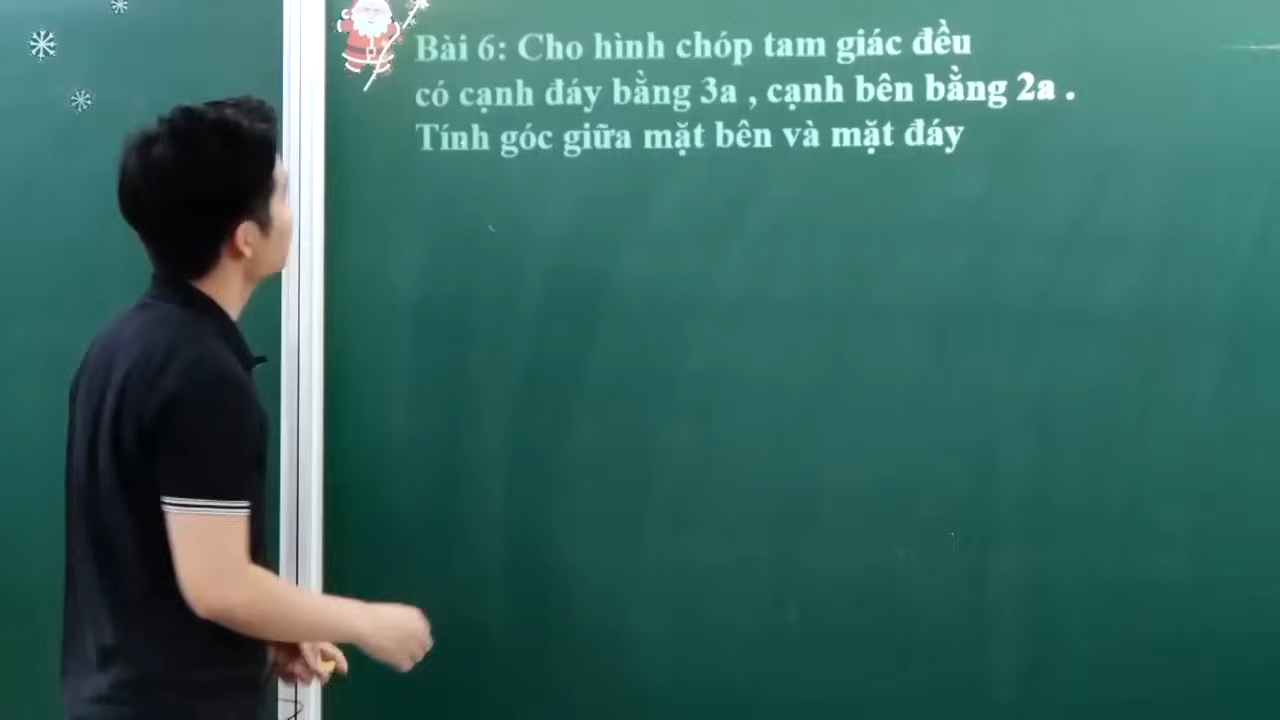 Bài 6: Cho hình chóp tam giác đều
có cạnh đáy bằng 3a , cạnh bên bằng 2a .
Tính góc giữa mặt bên và mặt đáy